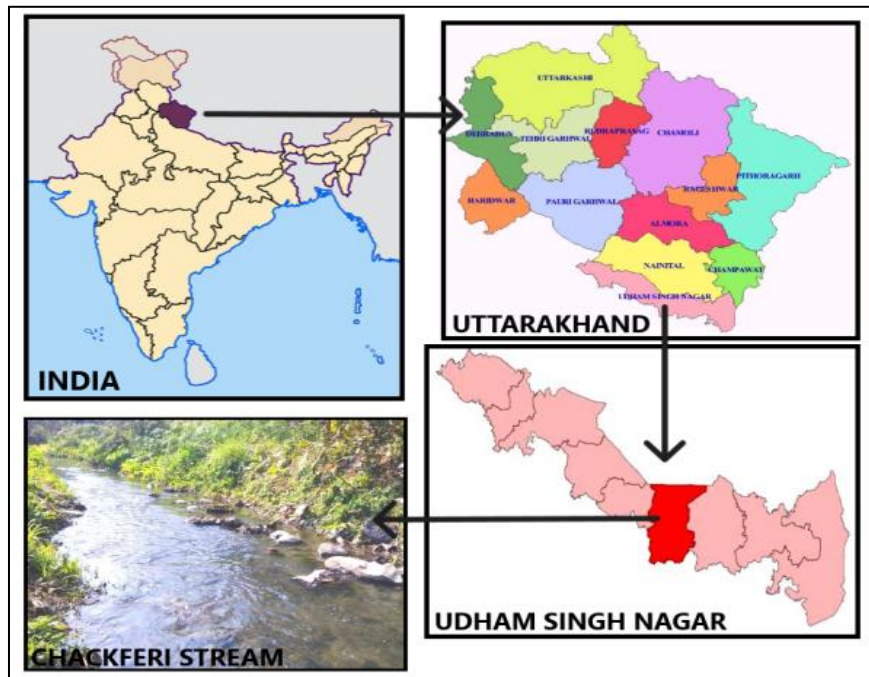 INDIA
UTTARKASHI
DEHRADUN
TEHRI GARHWAL
RUDHAPRAYAG
CHAMOLI
PITHORAGARH
HARIDWAR
PAURI GARHWAL
BAGESHWAR
ALMORA
NAINITAL
CHAMPAWAT
UDHAM SINGH NAGAR
UTTARAKHAND
UDHAM SINGH NAGAR
CHACKFERI STREAM